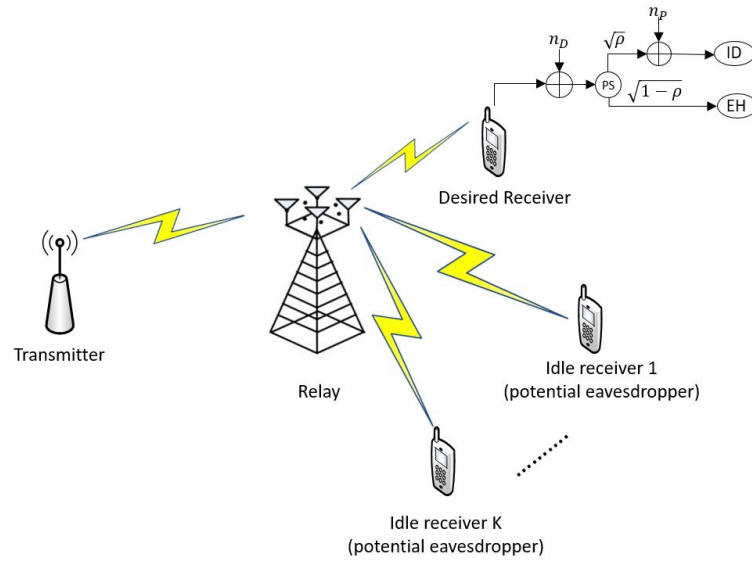 n_P
n_D
√ρ
ID
PS
√1 − ρ
EH
Desired Receiver
Transmitter
Relay
Idle receiver 1
(potential eavesdropper)
Idle receiver K
(potential eavesdropper)